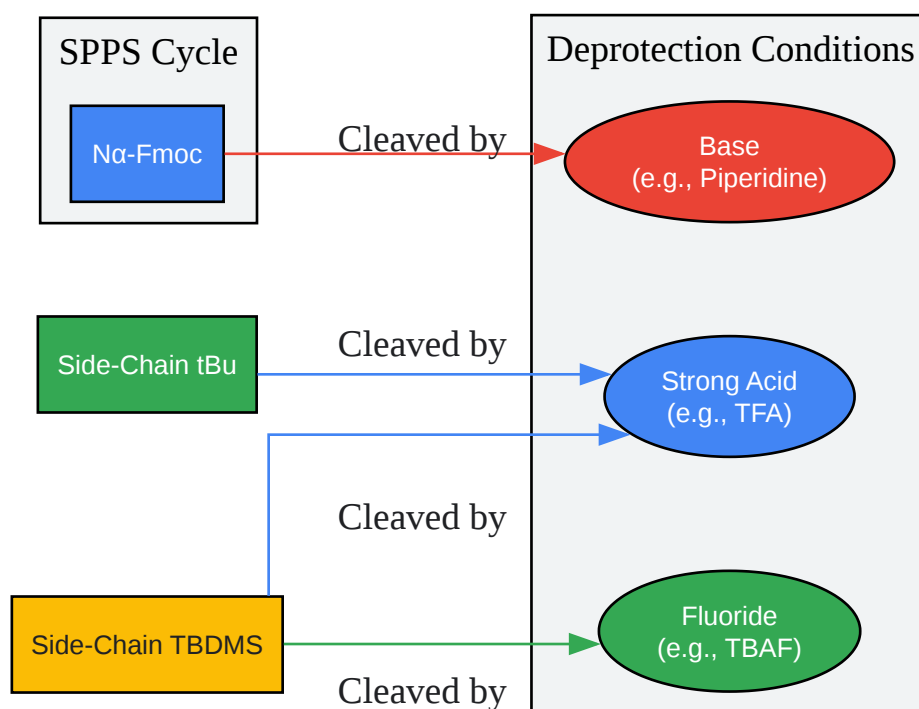 SPPS Cycle
Deprotection Conditions
Nα-Fmoc
Cleaved by
Base
(e.g., Piperidine)
Side-Chain tBu
Cleaved by
Strong Acid
(e.g., TFA)
Cleaved by
Side-Chain TBDMS
Fluoride
(e.g., TBAF)
Cleaved by